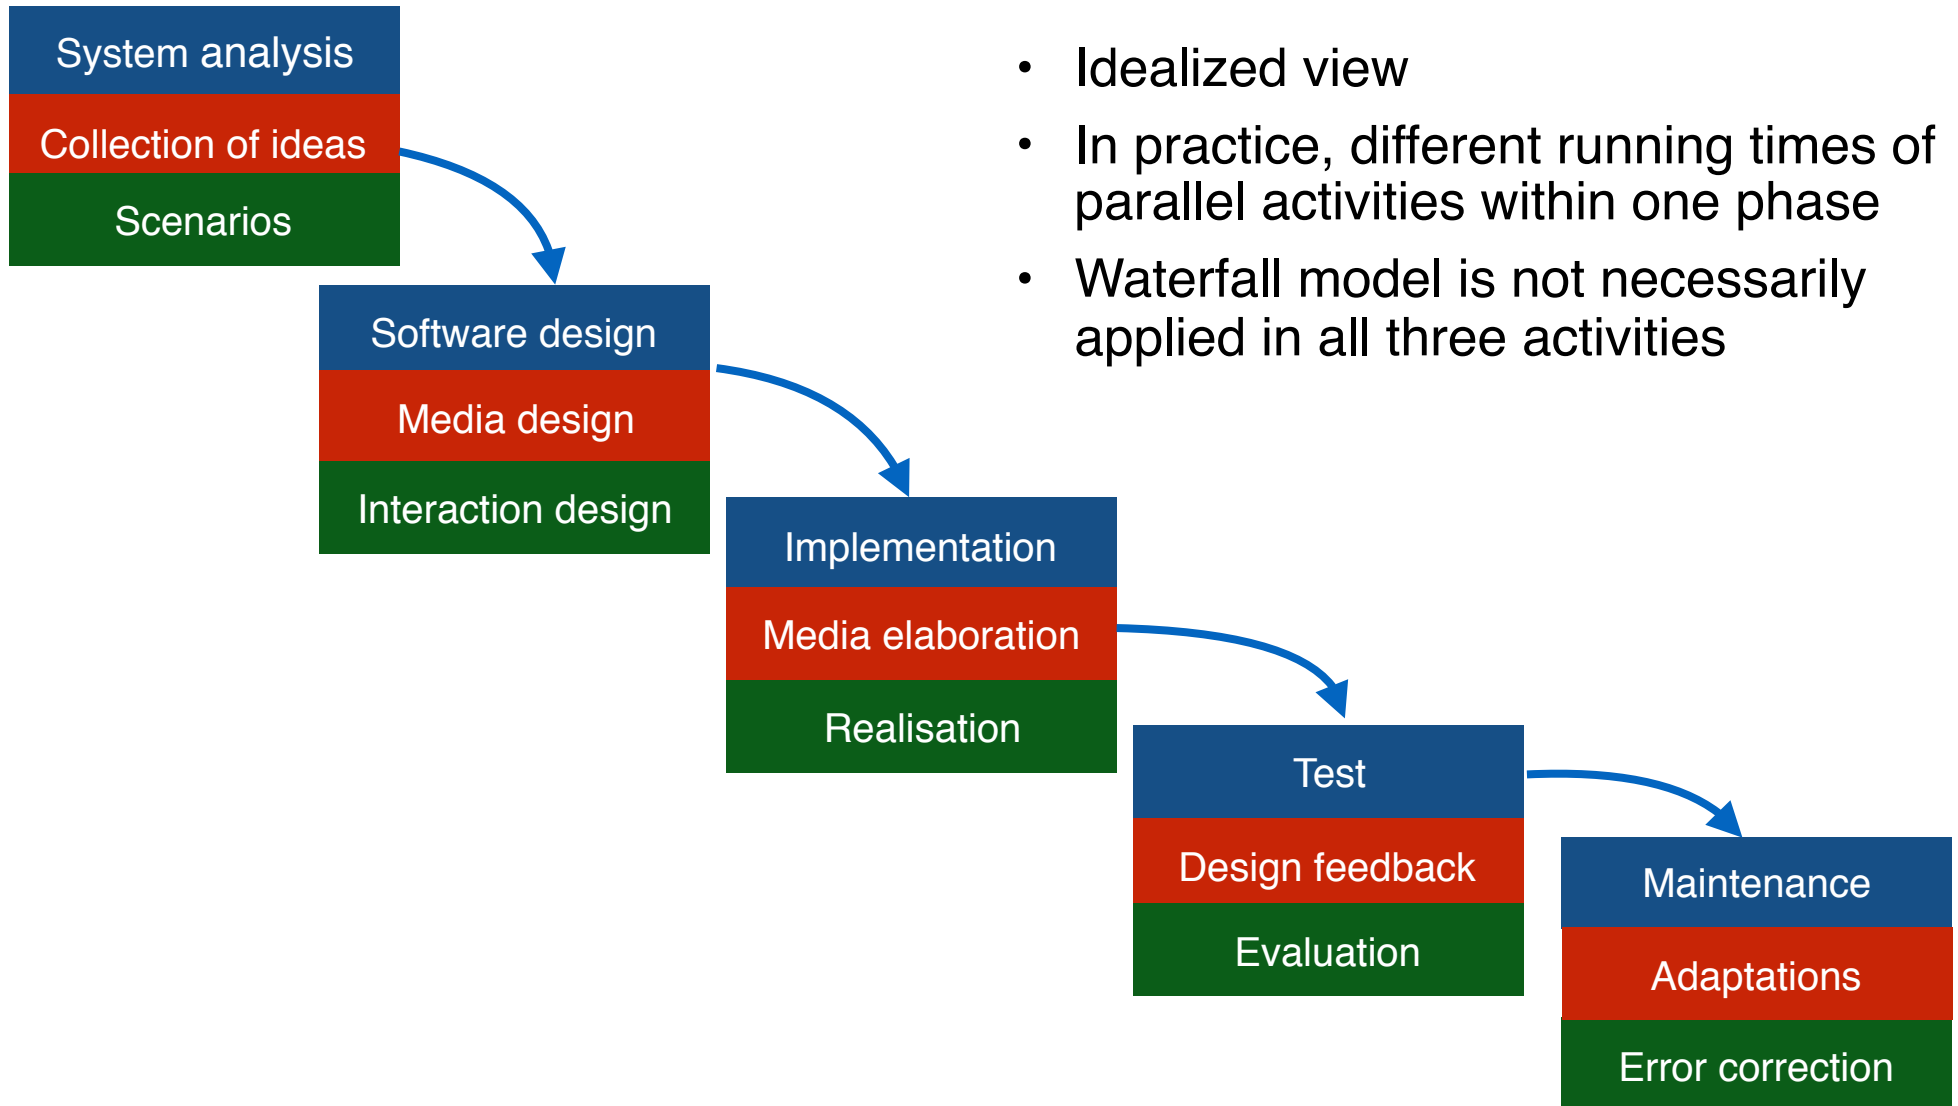 System analysis
Collection of ideas
Scenarios
• Idealized view
• In practice, different running times of
parallel activities within one phase
• Waterfall model is not necessarily
applied in all three activities
Software design
Media design
Interaction design
Implementation
Media elaboration
Realisation
Test
Design feedback
Evaluation
Maintenance
Adaptations
Error correction